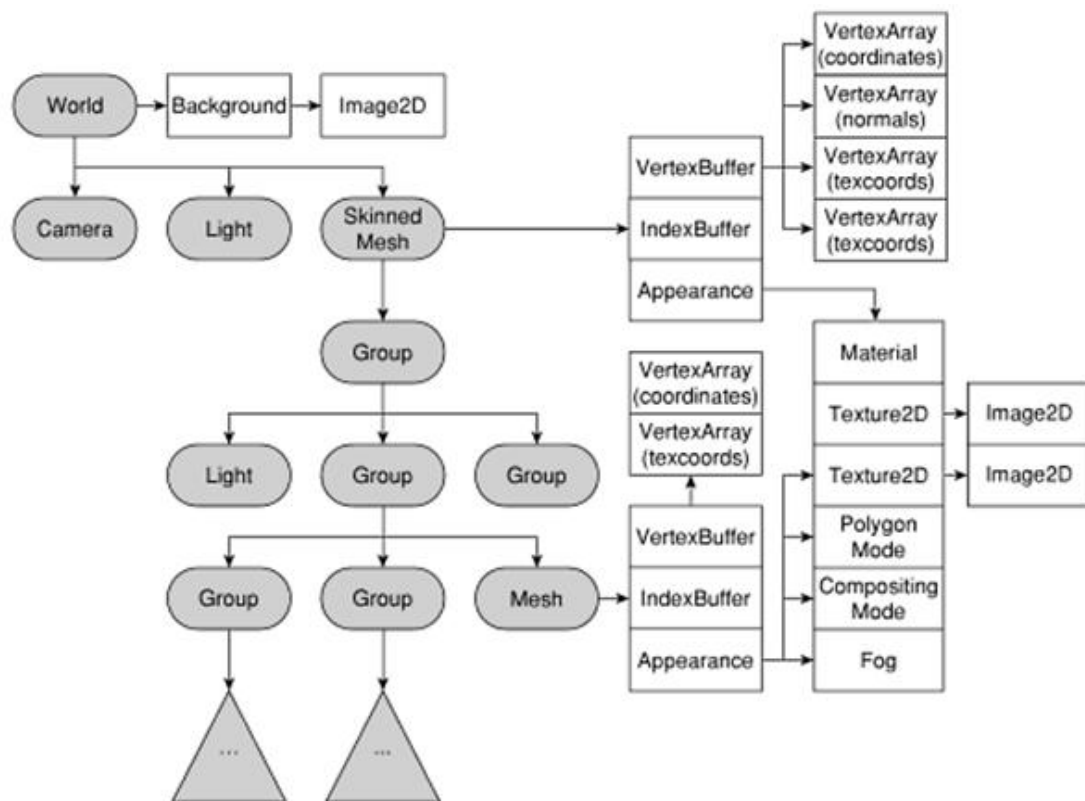 VertexArray
(coordinates)
World
Background
Image2D
VertexArray
(normals)
VertexBuffer
VertexArray
(texcoords)
Camera
Light
Skinned
Mesh
IndexBuffer
VertexArray
(texcoords)
Appearance
Group
VertexArray
(coordinates)
Material
VertexArray
(texcoords)
Texture2D
Image2D
Light
Group
Group
Texture2D
Image2D
VertexBuffer
Polygon
Mode
Group
Group
Mesh
IndexBuffer
Compositing
Mode
Appearance
Fog
...
...